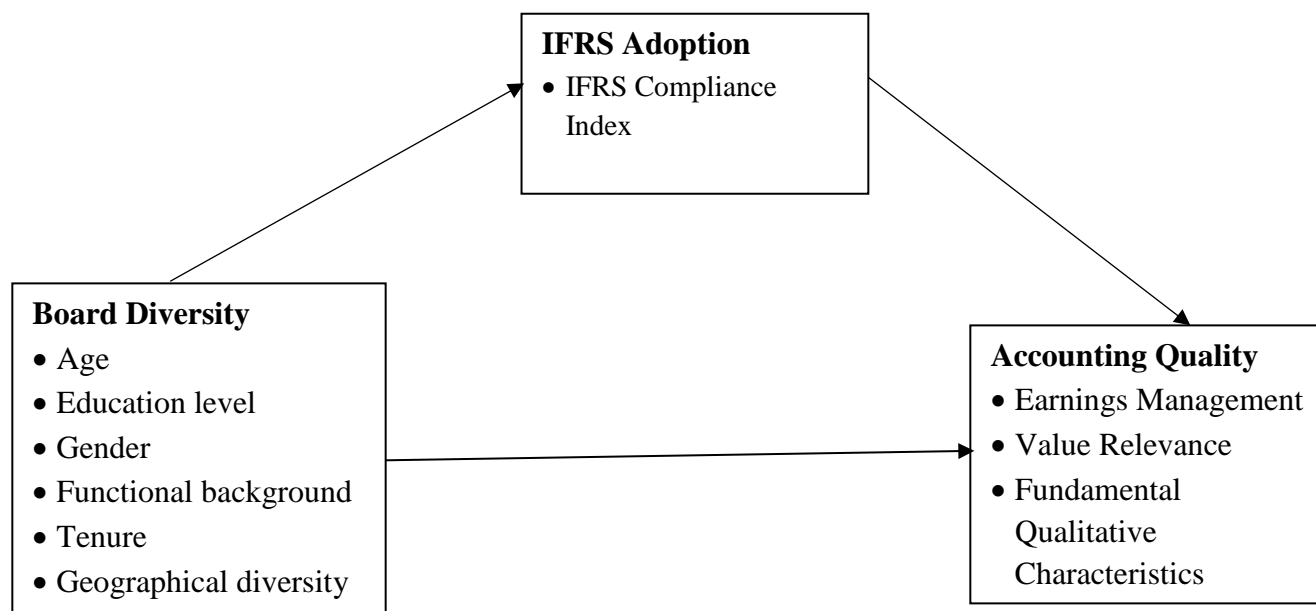 IFRS Adoption
• IFRS Compliance
Index
Board Diversity
• Age
• Education level
• Gender
• Functional background
• Tenure
• Geographical diversity
Accounting Quality
• Earnings Management
• Value Relevance
• Fundamental
Qualitative
Characteristics